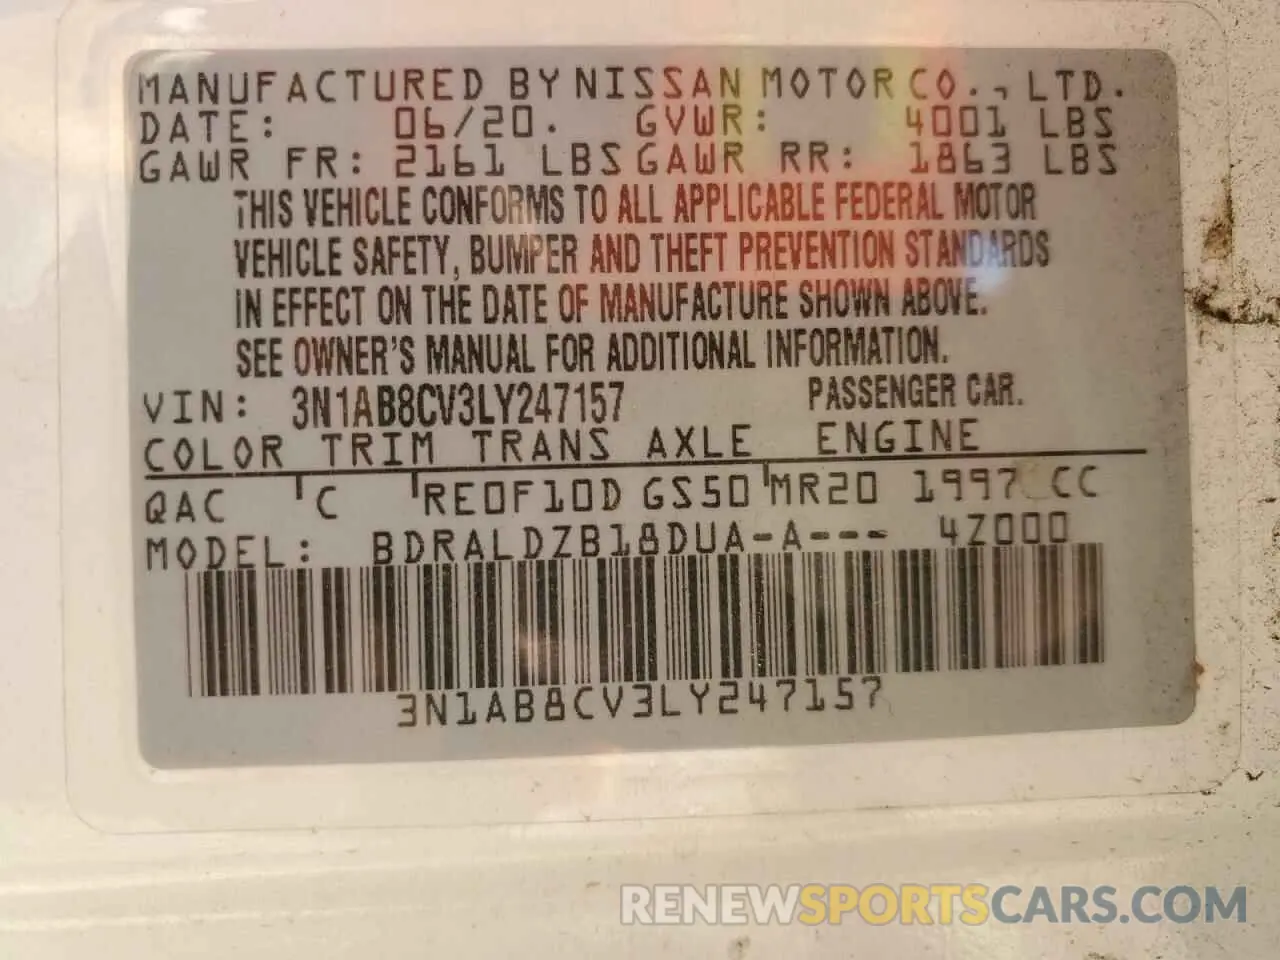 MANUFACTURED BY NISSAN MOTOR CO., LTD.
DATE: 06/20. GVWR: 4001 LBS
GAWR FR: 2161 LBS GAWR RR: 1863 LBS
THIS VEHICLE CONFORMS TO ALL APPLICABLE FEDERAL MOTOR
VEHICLE SAFETY, BUMPER AND THEFT PREVENTION STANDARDS
IN EFFECT ON THE DATE OF MANUFACTURE SHOWN ABOVE.
SEE OWNER'S MANUAL FOR ADDITIONAL INFORMATION.
VIN: 3N1AB8CV3LY247157 PASSENGER CAR.
COLOR TRIM TRANS AXLE ENGINE
QAC C RE0F10D GS50 MR20 1997 CC
MODEL: BDRALDZB18DUA-A--- 4Z000
3N1AB8CV3LY247157
RENEWSPORTSCARS.COM